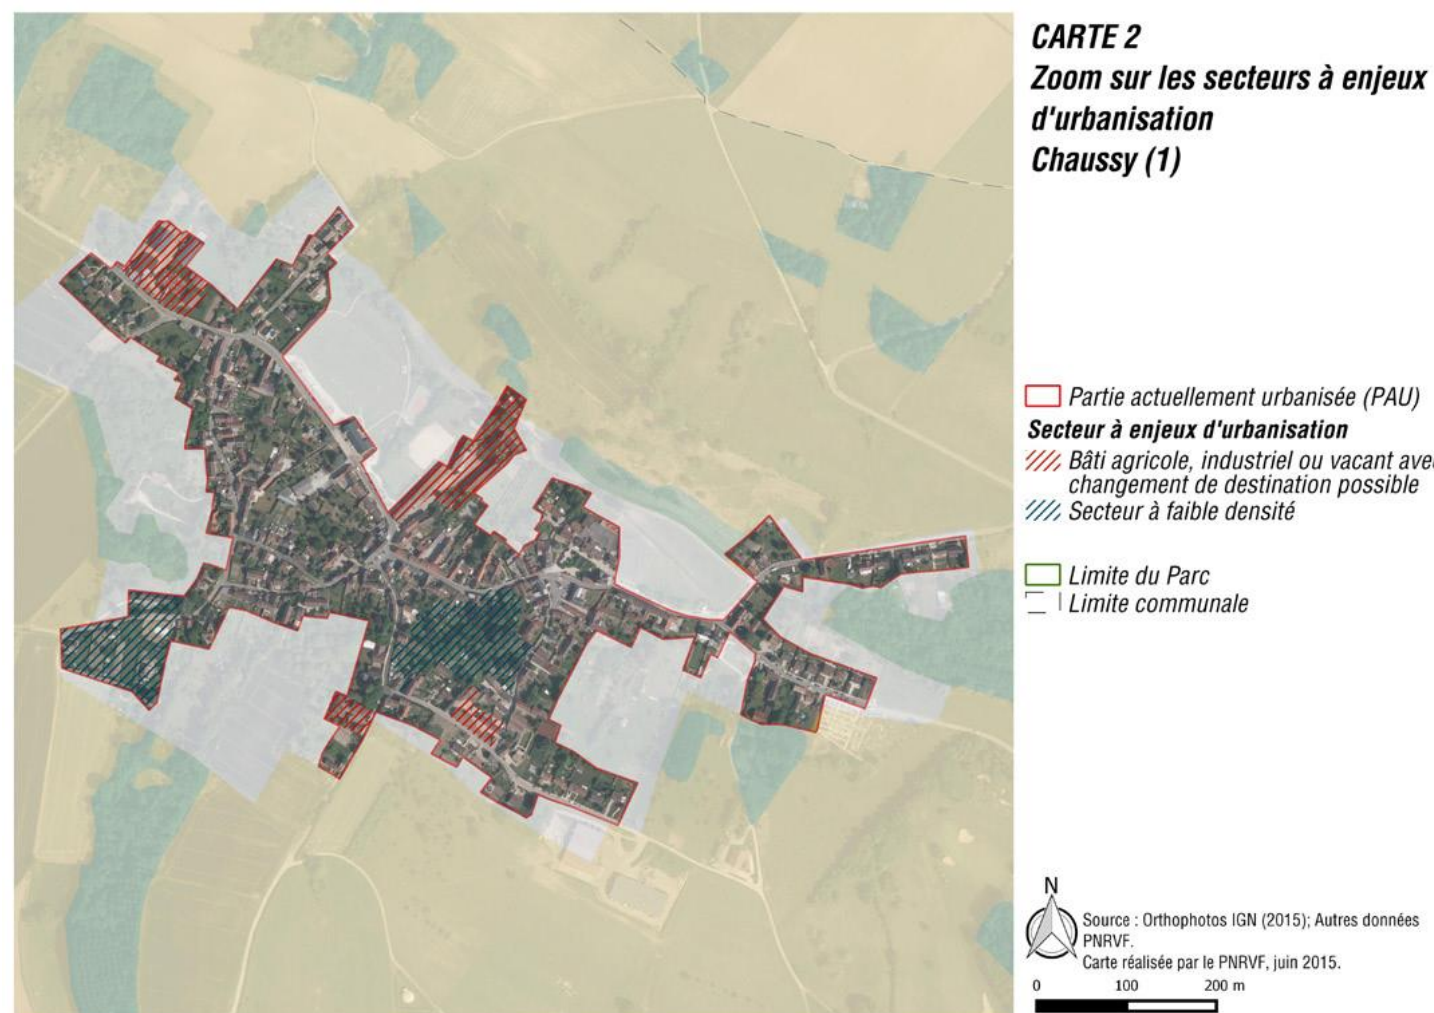 CARTE 2
Zoom sur les secteurs à enjeux
d'urbanisation
Chaussy (1)
Partie actuellement urbanisée (PAU)
Secteur à enjeux d'urbanisation
Bâti agricole, industriel ou vacant avec
changement de destination possible
Secteur à faible densité
Limite du Parc
Limite communale
N
Source : Orthophotos IGN (2015); Autres données
PNRVF.
Carte réalisée par le PNRVF, juin 2015.
0 100 200 m